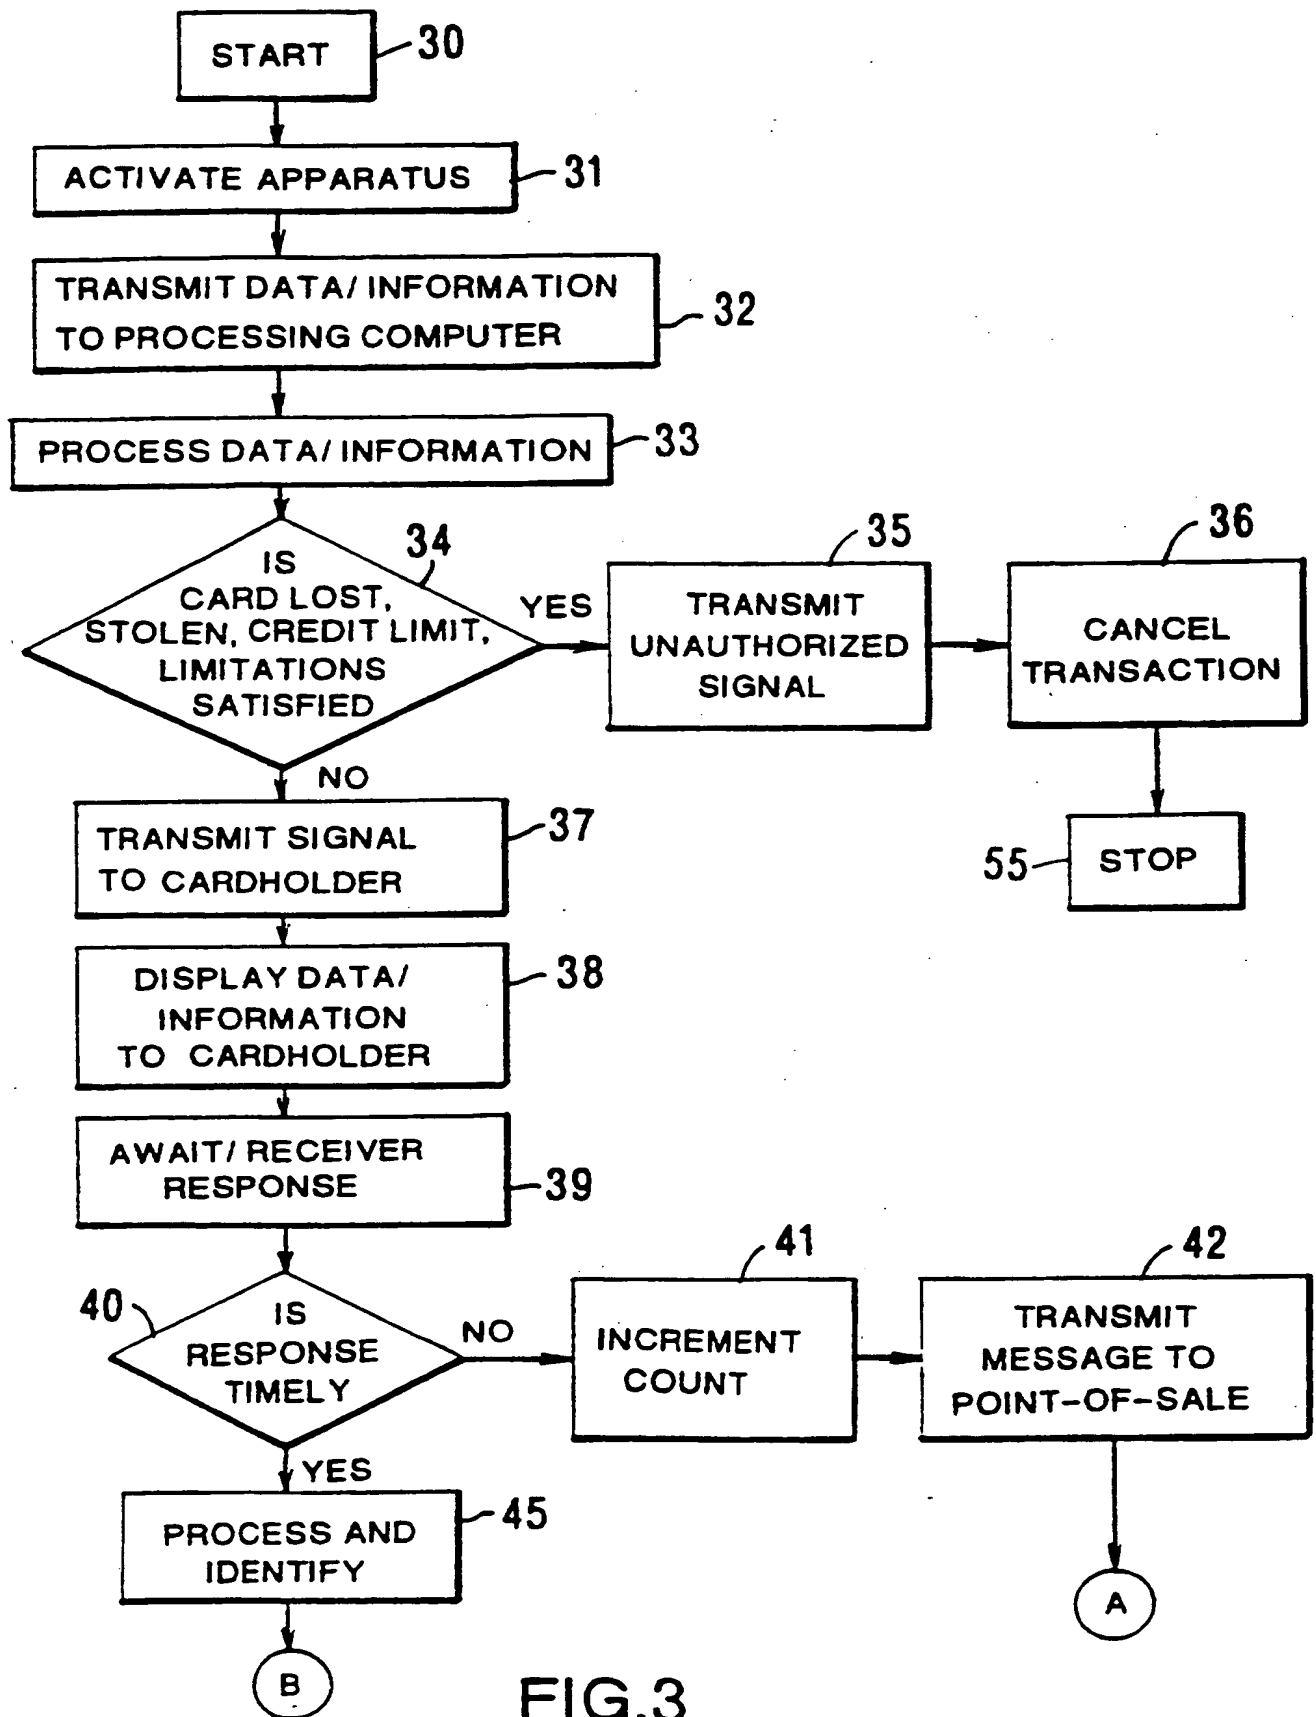 START
30
ACTIVATE APPARATUS
31
TRANSMIT DATA/ INFORMATION
TO PROCESSING COMPUTER
32
PROCESS DATA/ INFORMATION
33
34
IS
CARD LOST,
STOLEN, CREDIT LIMIT,
LIMITATIONS
SATISFIED
YES
35
TRANSMIT
UNAUTHORIZED
SIGNAL
36
CANCEL
TRANSACTION
55
STOP
NO
TRANSMIT SIGNAL
TO CARDHOLDER
37
DISPLAY DATA/
INFORMATION
TO CARDHOLDER
38
AWAIT/ RECEIVER
RESPONSE
39
40
IS
RESPONSE
TIMELY
NO
41
INCREMENT
COUNT
42
TRANSMIT
MESSAGE TO
POINT-OF-SALE
A
YES
PROCESS AND
IDENTIFY
45
B
FIG.3